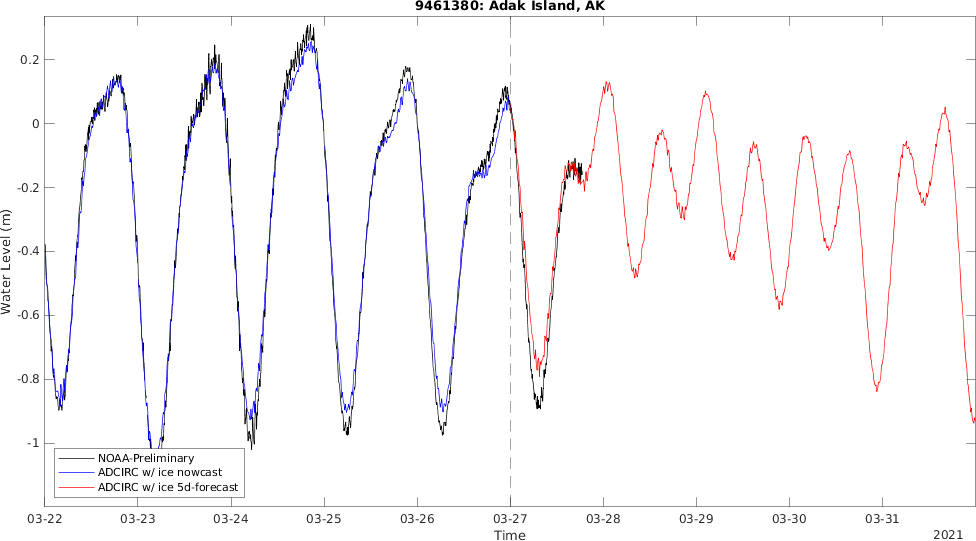 9461380: Adak Island, AK
Water Level (m)
0.2
0
-0.2
-0.4
-0.6
-0.8
-1
NOAA-Preliminary
ADCIRC w/ ice nowcast
ADCIRC w/ ice 5d-forecast
03-22 03-23 03-24 03-25 03-26 03-27 03-28 03-29 03-30 03-31
Time
2021